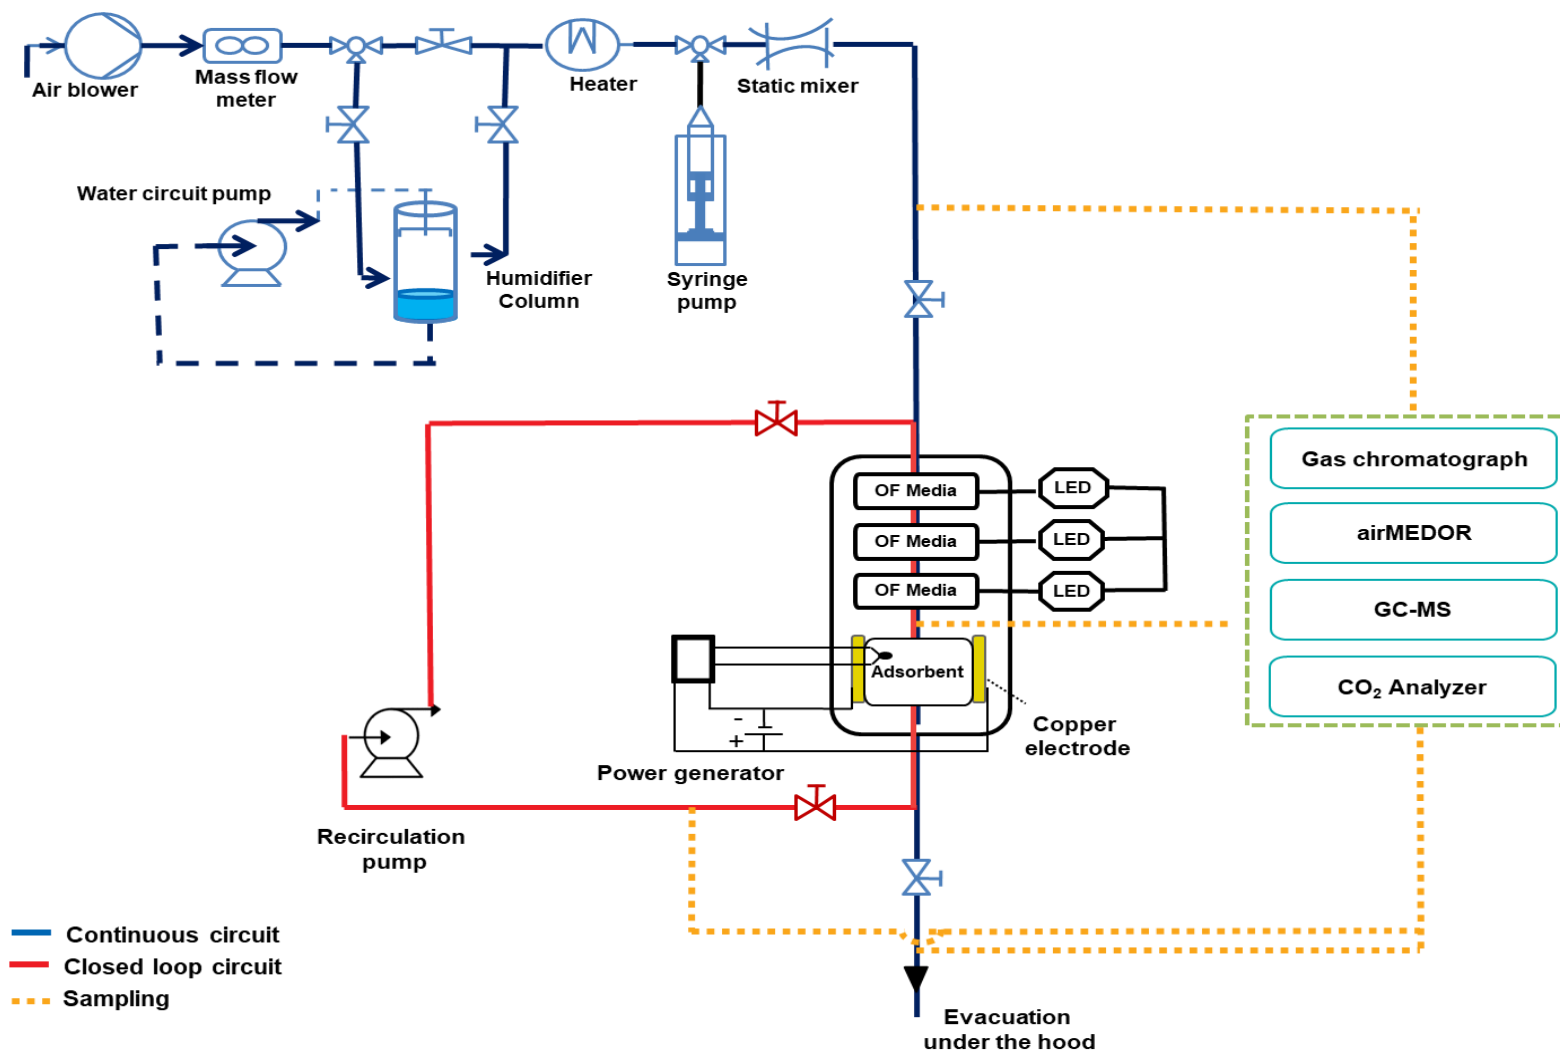 Air blower
Mass flow
meter
Heater
Static mixer
Water circuit pump
Humidifier
Column
Syringe
pump
OF Media
LED
OF Media
LED
OF Media
LED
Adsorbent
Copper
electrode
-
+
Power generator
Recirculation
pump
Gas chromatograph
airMEDOR
GC-MS
CO₂ Analyzer
Continuous circuit
Closed loop circuit
Sampling
Evacuation
under the hood